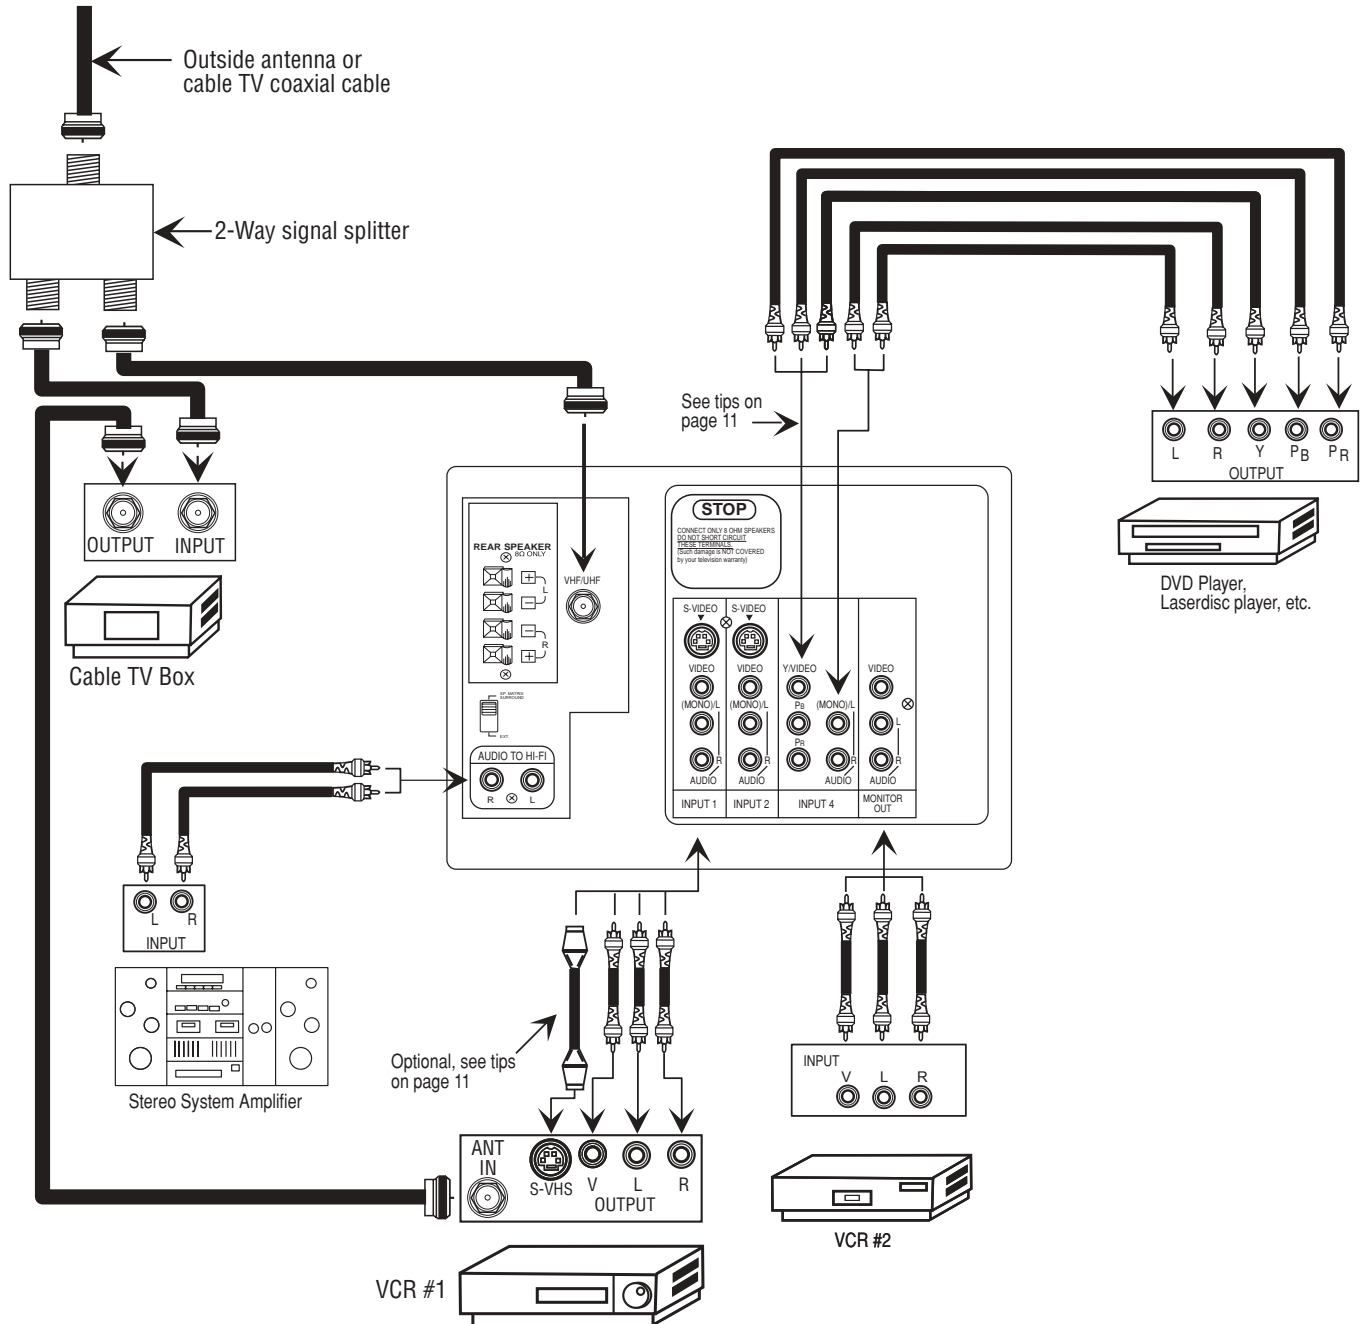 Outside antenna or
cable TV coaxial cable
2-Way signal splitter
See tips on
page 11
L R Y PB PR
OUTPUT
DVD Player,
Laserdisc player, etc.
OUTPUT INPUT
Cable TV Box
REAR SPEAKER
8Ω ONLY
+
L
−
−
R
+
VHF/UHF
SP. MATRIX
SURROUND
EXT
AUDIO TO HI-FI
R L
STOP
CONNECT ONLY 8 OHM SPEAKERS
DO NOT SHORT CIRCUIT
THESE TERMINALS.
(Such damage is NOT COVERED
by your television warranty)
S-VIDEO
VIDEO
(MONO)/L
R
AUDIO
INPUT 1
S-VIDEO
VIDEO
(MONO)/L
R
AUDIO
INPUT 2
Y/VIDEO
PB
PR
(MONO)/L
R
AUDIO
INPUT 4
VIDEO
L
R
AUDIO
MONITOR
OUT
L R
INPUT
Stereo System Amplifier
Optional, see tips
on page 11
ANT
IN
S-VHS V L R
OUTPUT
VCR #1
INPUT
V L R
VCR #2